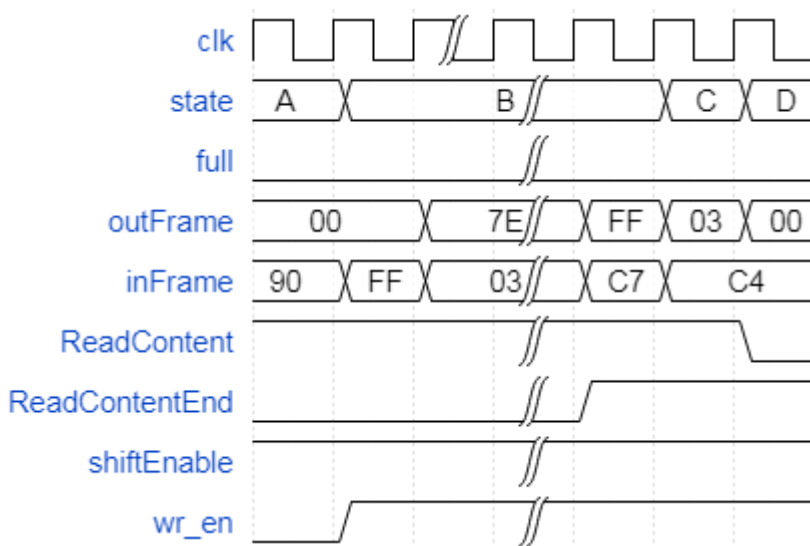 clk
state A B C D
full
outFrame 00 7E FF 03 00
inFrame 90 FF 03 C7 C4
ReadContent
ReadContentEnd
shiftEnable
wr_en